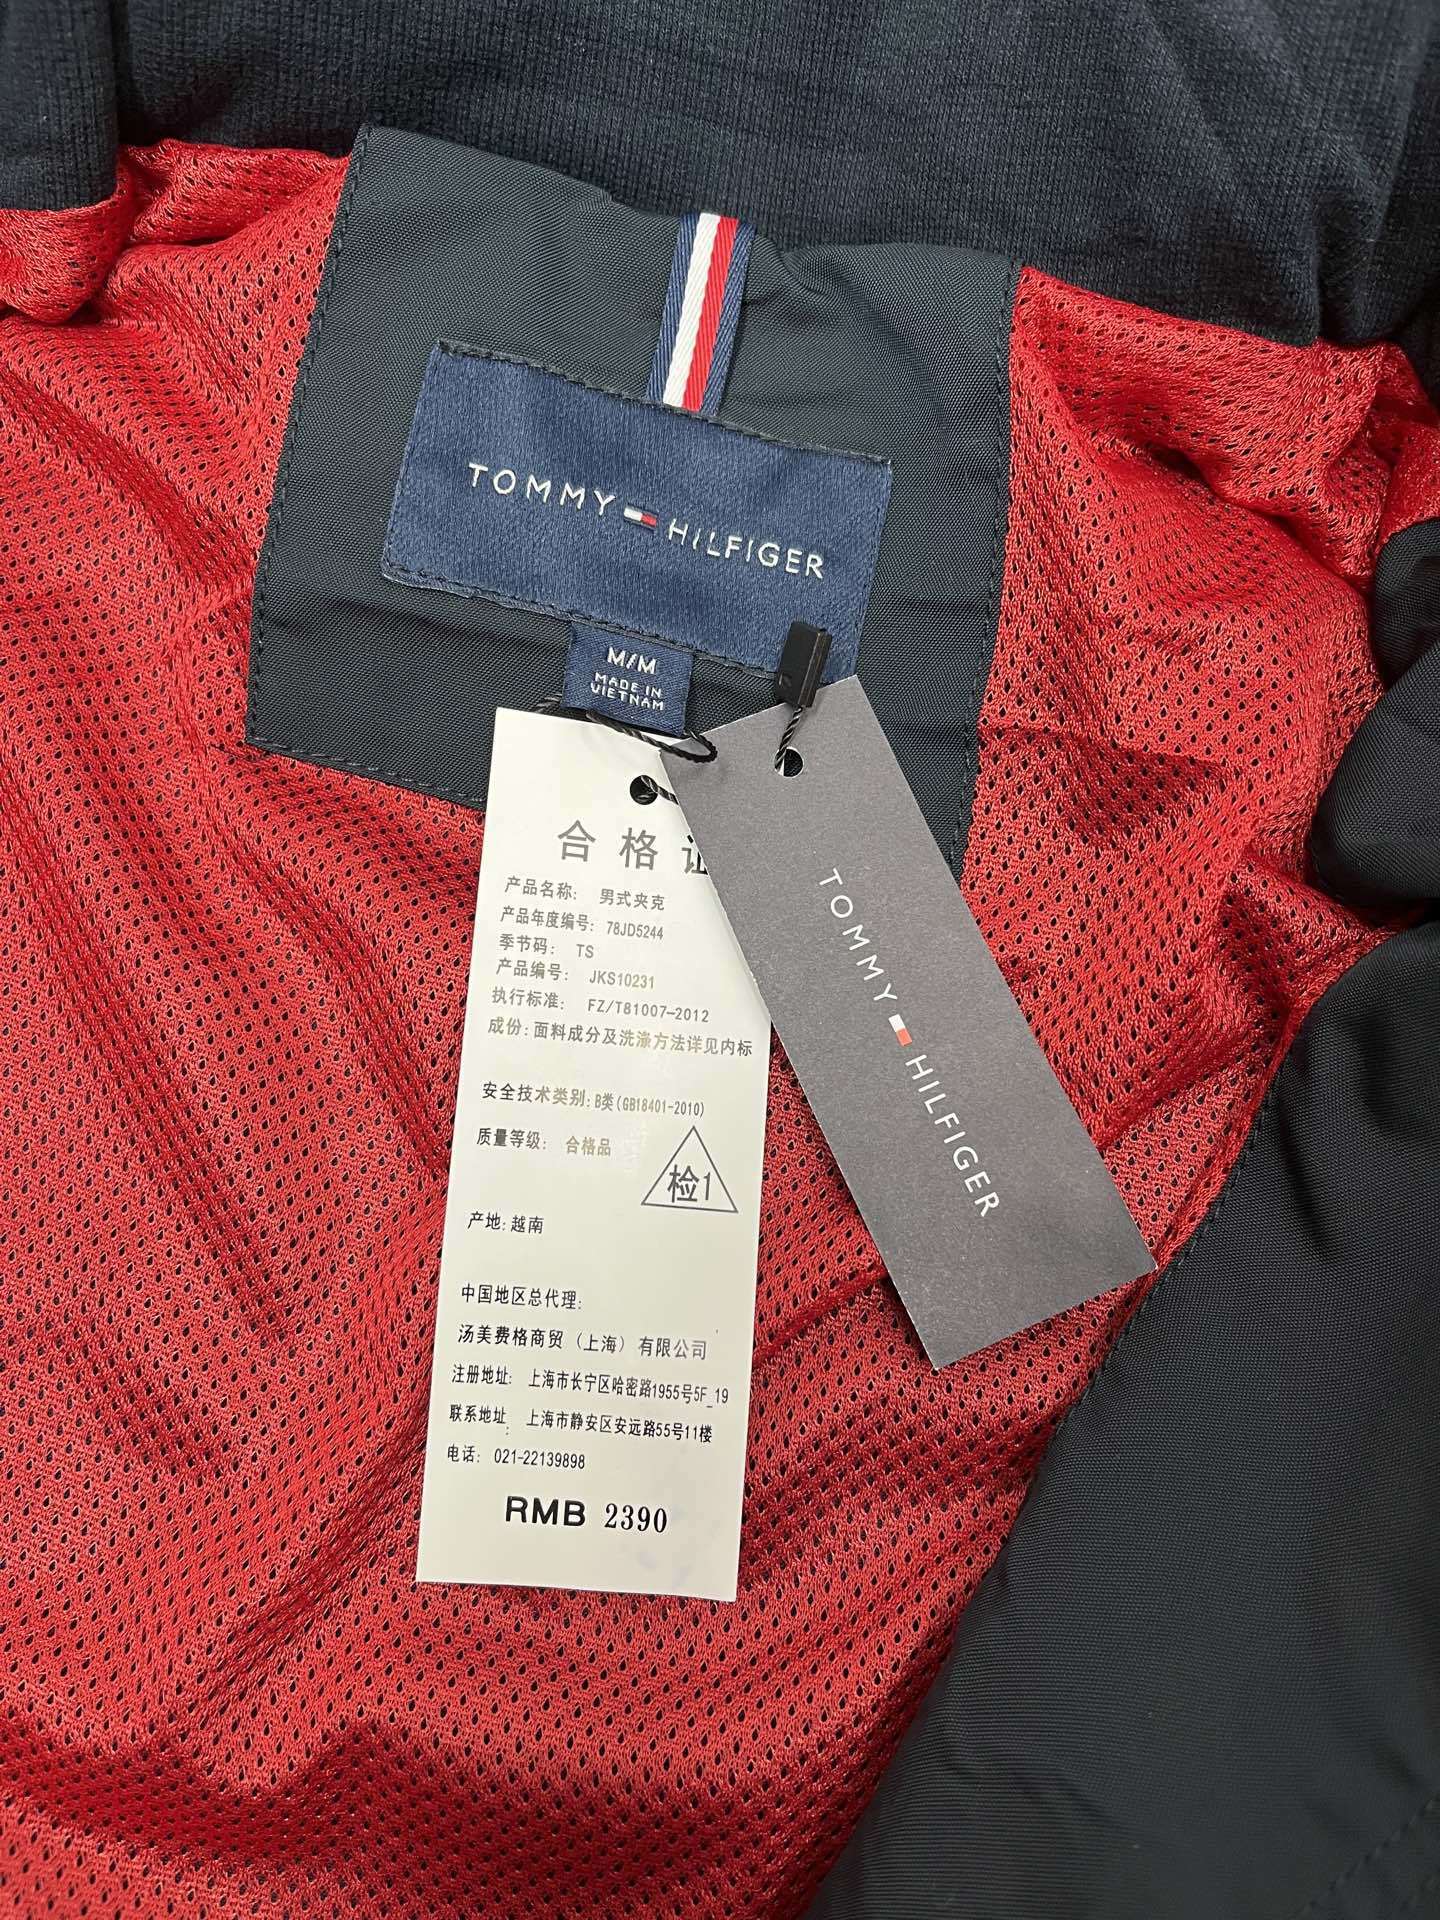 TOMMY HILFIGER
M/M
MADE IN
VIETNAM
合格证
产品名称: 男式夹克
产品年度编号: 78JD5244
季节码: TS
产品编号: JKS10231
执行标准: FZ/T81007-2012
成份: 面料成分及洗涤方法详见内标
安全技术类别: B类(GB18401-2010)
质量等级: 合格品
检1
产地: 越南
中国地区总代理:
汤美费格商贸（上海）有限公司
注册地址: 上海市长宁区哈密路1955号5F_19
联系地址: 上海市静安区安远路55号11楼
电话: 021-22139898
RMB 2390
TOMMY HILFIGER